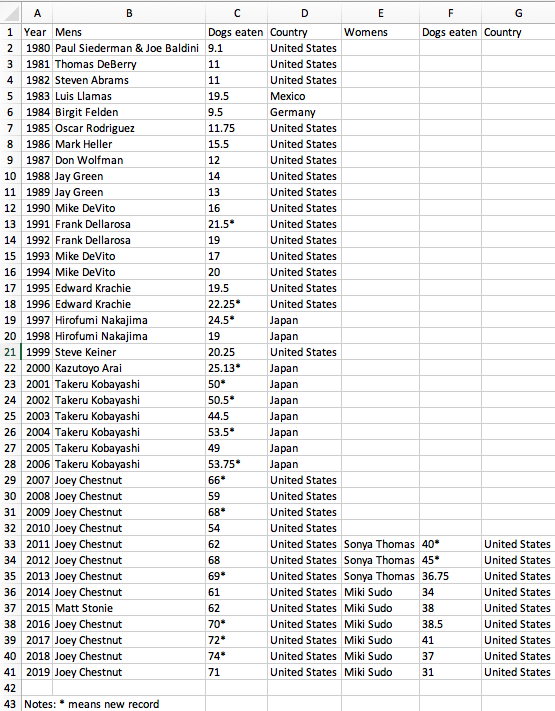 A B C D E F G
1 Year Mens Dogs eaten Country Womens Dogs eaten Country
2 1980 Paul Siederman & Joe Baldini 9.1 United States
3 1981 Thomas DeBerry 11 United States
4 1982 Steven Abrams 11 United States
5 1983 Luis Llamas 19.5 Mexico
6 1984 Birgit Felden 9.5 Germany
7 1985 Oscar Rodriguez 11.75 United States
8 1986 Mark Heller 15.5 United States
9 1987 Don Wolfman 12 United States
10 1988 Jay Green 14 United States
11 1989 Jay Green 13 United States
12 1990 Mike DeVito 16 United States
13 1991 Frank Dellarosa 21.5* United States
14 1992 Frank Dellarosa 19 United States
15 1993 Mike DeVito 17 United States
16 1994 Mike DeVito 20 United States
17 1995 Edward Krachie 19.5 United States
18 1996 Edward Krachie 22.25* United States
19 1997 Hirofumi Nakajima 24.5* Japan
20 1998 Hirofumi Nakajima 19 Japan
21 1999 Steve Keiner 20.25 United States
22 2000 Kazutoyo Arai 25.13* Japan
23 2001 Takeru Kobayashi 50* Japan
24 2002 Takeru Kobayashi 50.5* Japan
25 2003 Takeru Kobayashi 44.5 Japan
26 2004 Takeru Kobayashi 53.5* Japan
27 2005 Takeru Kobayashi 49 Japan
28 2006 Takeru Kobayashi 53.75* Japan
29 2007 Joey Chestnut 66* United States
30 2008 Joey Chestnut 59 United States
31 2009 Joey Chestnut 68* United States
32 2010 Joey Chestnut 54 United States
33 2011 Joey Chestnut 62 United States Sonya Thomas 40* United States
34 2012 Joey Chestnut 68 United States Sonya Thomas 45* United States
35 2013 Joey Chestnut 69* United States Sonya Thomas 36.75 United States
36 2014 Joey Chestnut 61 United States Miki Sudo 34 United States
37 2015 Matt Stonie 62 United States Miki Sudo 38 United States
38 2016 Joey Chestnut 70* United States Miki Sudo 38.5 United States
39 2017 Joey Chestnut 72* United States Miki Sudo 41 United States
40 2018 Joey Chestnut 74* United States Miki Sudo 37 United States
41 2019 Joey Chestnut 71 United States Miki Sudo 31 United States
42
43 Notes: * means new record